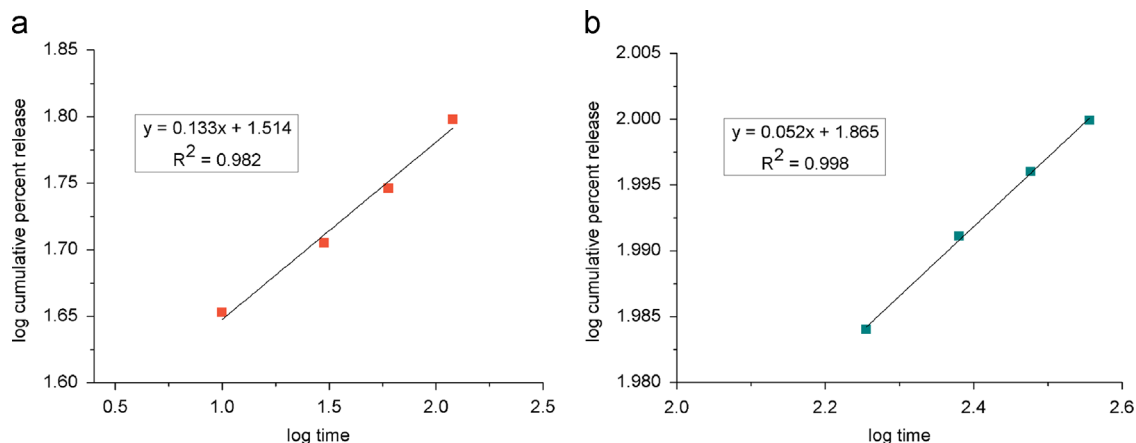 a
log cumulative percent release
1.85
1.80
1.75
1.70
1.65
1.60
y = 0.133x + 1.514
R2 = 0.982
0.5 1.0 1.5 2.0 2.5
log time
b
log cumulative percent release
2.005
2.000
1.995
1.990
1.985
1.980
y = 0.052x + 1.865
R2 = 0.998
2.0 2.2 2.4 2.6
log time